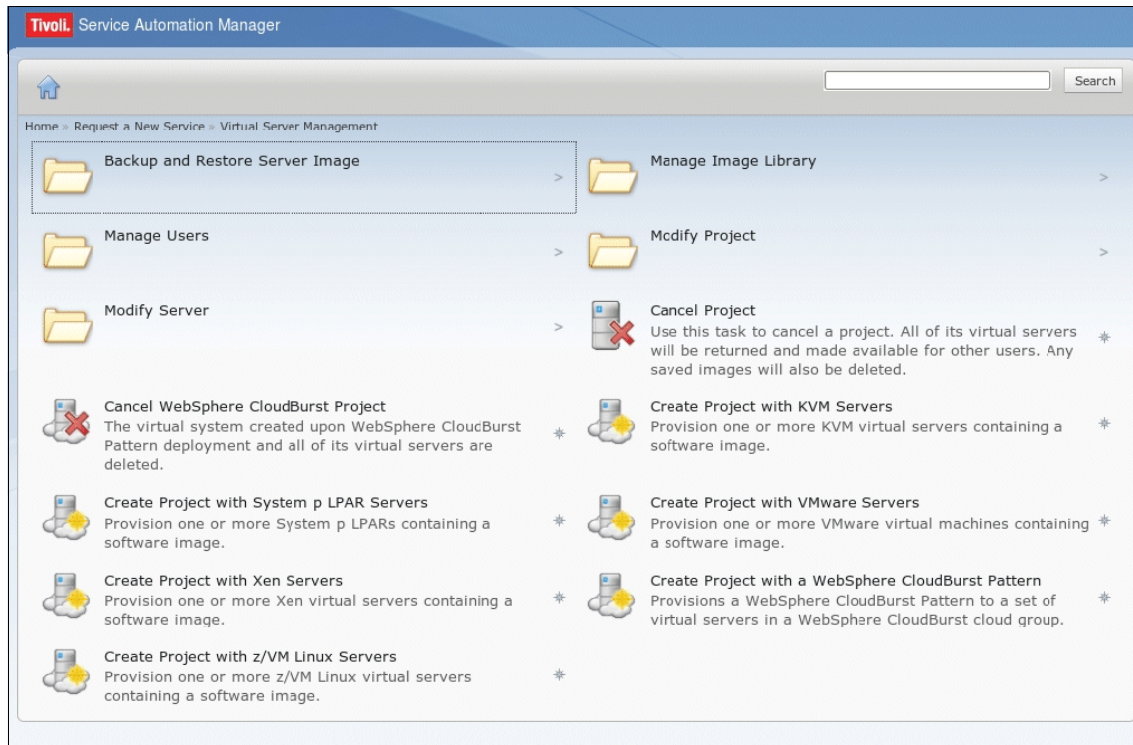 Tivoli. Service Automation Manager
Search
Home » Request a New Service » Virtual Server Management
Backup and Restore Server Image
>
Manage Image Library
>
Manage Users
>
Modify Project
>
Modify Server
>
Cancel Project
Use this task to cancel a project. All of its virtual servers
will be returned and made available for other users. Any
saved images will also be deleted.
Cancel WebSphere CloudBurst Project
The virtual system created upon WebSphere CloudBurst
Pattern deployment and all of its virtual servers are
deleted.
Create Project with KVM Servers
Provision one or more KVM virtual servers containing a
software image.
Create Project with System p LPAR Servers
Provision one or more System p LPARs containing a
software image.
Create Project with VMware Servers
Provision one or more VMware virtual machines containing
a software image.
Create Project with Xen Servers
Provision one or more Xen virtual servers containing a
software image.
Create Project with a WebSphere CloudBurst Pattern
Provisions a WebSphere CloudBurst Pattern to a set of
virtual servers in a WebSphere CloudBurst cloud group.
Create Project with z/VM Linux Servers
Provision one or more z/VM Linux virtual servers
containing a software image.